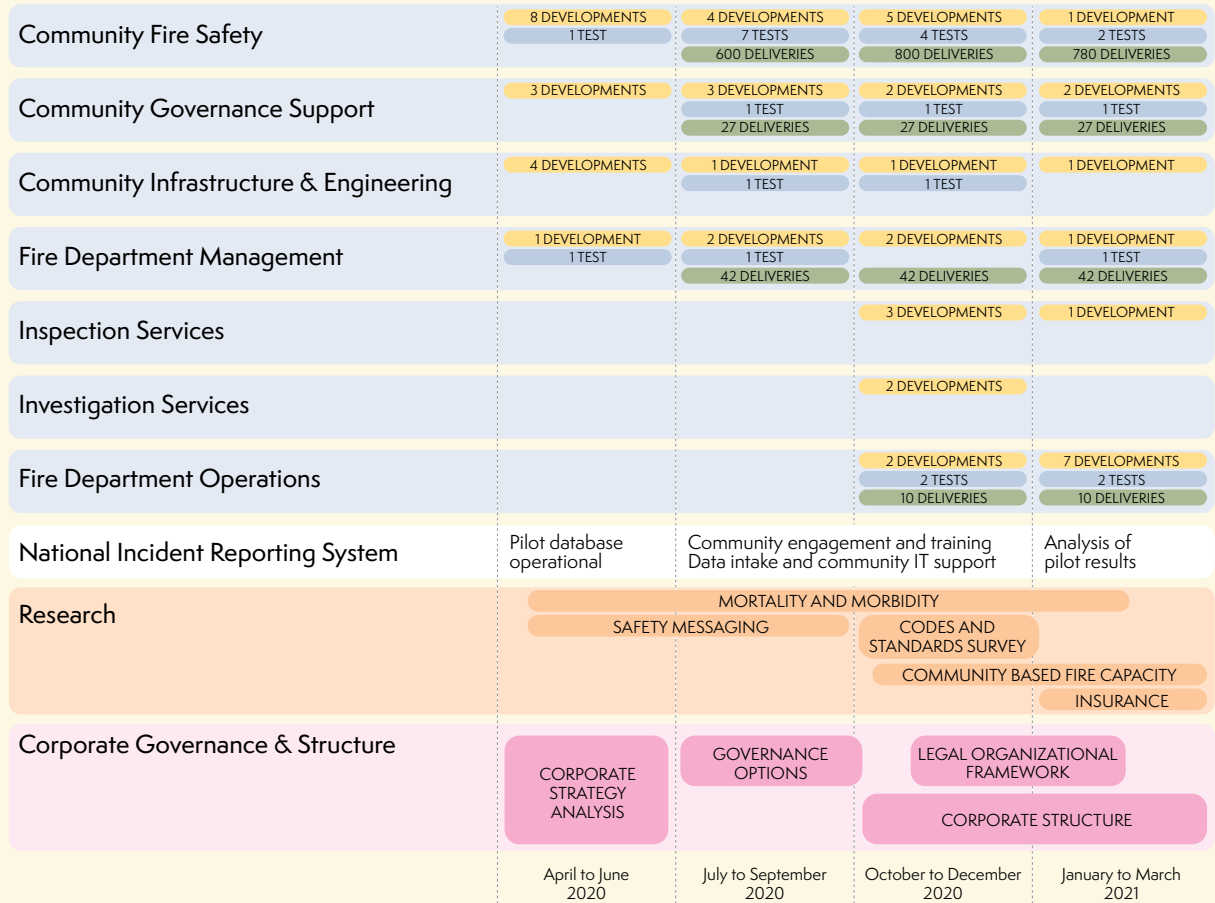 Community Fire Safety
8 DEVELOPMENTS
1 TEST
4 DEVELOPMENTS
7 TESTS
600 DELIVERIES
5 DEVELOPMENTS
4 TESTS
800 DELIVERIES
1 DEVELOPMENT
2 TESTS
780 DELIVERIES
Community Governance Support
3 DEVELOPMENTS
3 DEVELOPMENTS
1 TEST
27 DELIVERIES
2 DEVELOPMENTS
1 TEST
27 DELIVERIES
2 DEVELOPMENTS
1 TEST
27 DELIVERIES
Community Infrastructure & Engineering
4 DEVELOPMENTS
1 DEVELOPMENT
1 TEST
1 DEVELOPMENT
1 TEST
1 DEVELOPMENT
Fire Department Management
1 DEVELOPMENT
1 TEST
2 DEVELOPMENTS
1 TEST
42 DELIVERIES
2 DEVELOPMENTS
42 DELIVERIES
1 DEVELOPMENT
1 TEST
42 DELIVERIES
Inspection Services
3 DEVELOPMENTS
1 DEVELOPMENT
Investigation Services
2 DEVELOPMENTS
Fire Department Operations
2 DEVELOPMENTS
2 TESTS
10 DELIVERIES
7 DEVELOPMENTS
2 TESTS
10 DELIVERIES
National Incident Reporting System
Pilot database
operational
Community engagement and training
Data intake and community IT support
Analysis of
pilot results
Research
MORTALITY AND MORBIDITY
SAFETY MESSAGING
CODES AND
STANDARDS SURVEY
COMMUNITY BASED FIRE CAPACITY
INSURANCE
Corporate Governance & Structure
CORPORATE
STRATEGY
ANALYSIS
GOVERNANCE
OPTIONS
LEGAL ORGANIZATIONAL
FRAMEWORK
CORPORATE STRUCTURE
April to June
2020
July to September
2020
October to December
2020
January to March
2021